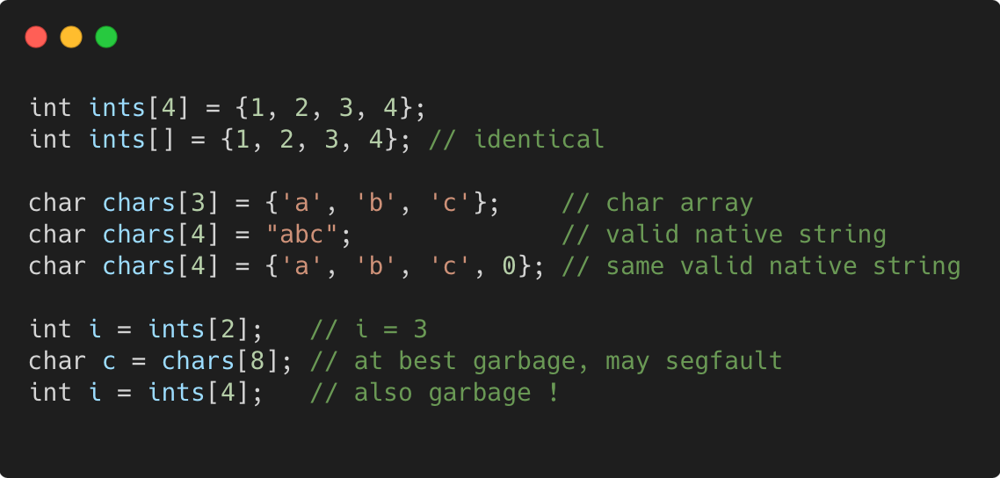 int ints[4] = {1, 2, 3, 4};
int ints[] = {1, 2, 3, 4}; // identical

char chars[3] = {'a', 'b', 'c'};    // char array
char chars[4] = "abc";              // valid native string
char chars[4] = {'a', 'b', 'c', 0}; // same valid native string

int i = ints[2];   // i = 3
char c = chars[8]; // at best garbage, may segfault
int i = ints[4];   // also garbage !